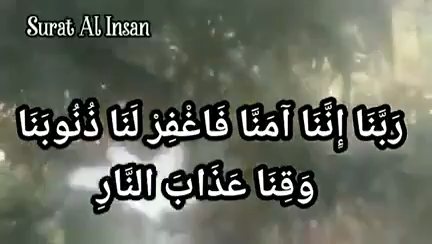 Surat Al Insan
رَبَّنَا إِنَّنَا آمَنَّا فَاغْفِرْ لَنَا ذُنُوبَنَا
وَقِنَا عَذَابَ النَّارِ